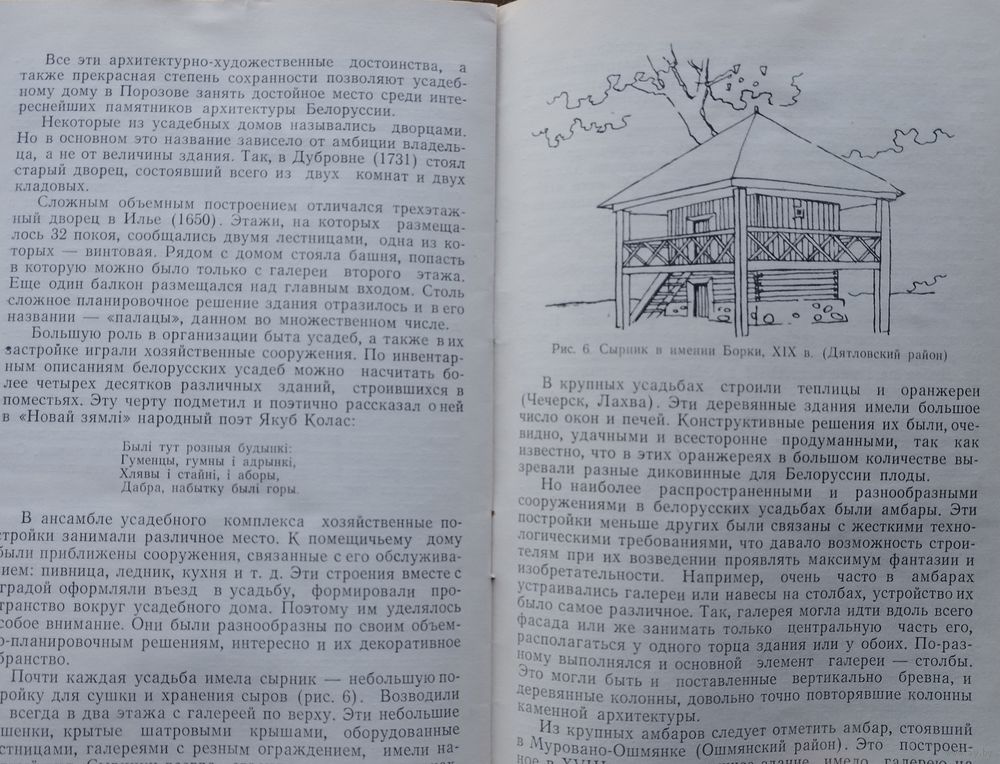 Все эти архитектурно-художественные достоинства, а
также прекрасная степень сохранности позволяют усадеб-
ному дому в Порозове занять достойное место среди инте-
реснейших памятников архитектуры Белоруссии.
Некоторые из усадебных домов назывались дворцами.
Но в основном это название зависело от амбиции владель-
ца, а не от величины здания. Так, в Дубровне (1731) стоял
старый дворец, состоявший всего из двух комнат и двух
кладовых.
Сложным объемным построением отличался трехэтаж-
ный дворец в Илье (1650). Этажи, на которых размеща-
лось 32 покоя, сообщались двумя лестницами, одна из ко-
торых — винтовая. Рядом с домом стояла башня, попасть
в которую можно было только с галереи второго этажа.
Еще один балкон размещался над главным входом. Столь
сложное планировочное решение здания отразилось и в его
названии — «палацы», данном во множественном числе.
Большую роль в организации быта усадеб, а также в их
застройке играли хозяйственные сооружения. По инвентар-
ным описаниям белорусских усадеб можно насчитать бо-
лее четырех десятков различных зданий, строившихся в
поместьях. Эту черту подметил и поэтично рассказал о ней
в «Новай зямлі» народный поэт Якуб Колас:
Былі тут розныя будынкі:
Гуменцы, гумны і адрынкі,
Хлявы і стайні, і аборы,
Дабра, набытку былі горы.
В ансамбле усадебного комплекса хозяйственные по-
стройки занимали различное место. К помещичьему дому
были приближены сооружения, связанные с его обслужива-
нием: пивница, ледник, кухня и т. д. Эти строения вместе с
градой оформляли въезд в усадьбу, формировали про-
транство вокруг усадебного дома. Поэтому им уделялось
собое внимание. Они были разнообразны по своим объем-
о-планировочным решениям, интересно и их декоративное
бранство.
Почти каждая усадьба имела сырник — небольшую по-
ройку для сушки и хранения сыров (рис. 6). Возводили
всегда в два этажа с галереей по верху. Эти небольшие
шенки, крытые шатровыми крышами, оборудованные
стницами, галереями с резным ограждением, имели на-
Рис. 6. Сырник в имении Борки, XIX в. (Дятловский район)
В крупных усадьбах строили теплицы и оранжереи
(Чечерск, Лахва). Эти деревянные здания имели большое
число окон и печей. Конструктивные решения их были, оче-
видно, удачными и всесторонне продуманными, так как
известно, что в этих оранжереях в большом количестве вы-
зревали разные диковинные для Белоруссии плоды.
Но наиболее распространенными и разнообразными
сооружениями в белорусских усадьбах были амбары. Эти
постройки меньше других были связаны с жесткими техно-
логическими требованиями, что давало возможность строи-
телям при их возведении проявлять максимум фантазии и
изобретательности. Например, очень часто в амбарах
устраивались галереи или навесы на столбах, устройство их
было самое различное. Так, галерея могла идти вдоль всего
фасада или же занимать только центральную часть его,
располагаться у одного торца здания или у обоих. По-раз-
ному выполнялся и основной элемент галереи — столбы.
Это могли быть и поставленные вертикально бревна, и
деревянные колонны, довольно точно повторявшие колонны
каменной архитектуры.
Из крупных амбаров следует отметить амбар, стоявший
в Муровано-Ошмянке (Ошмянский район). Это построен-